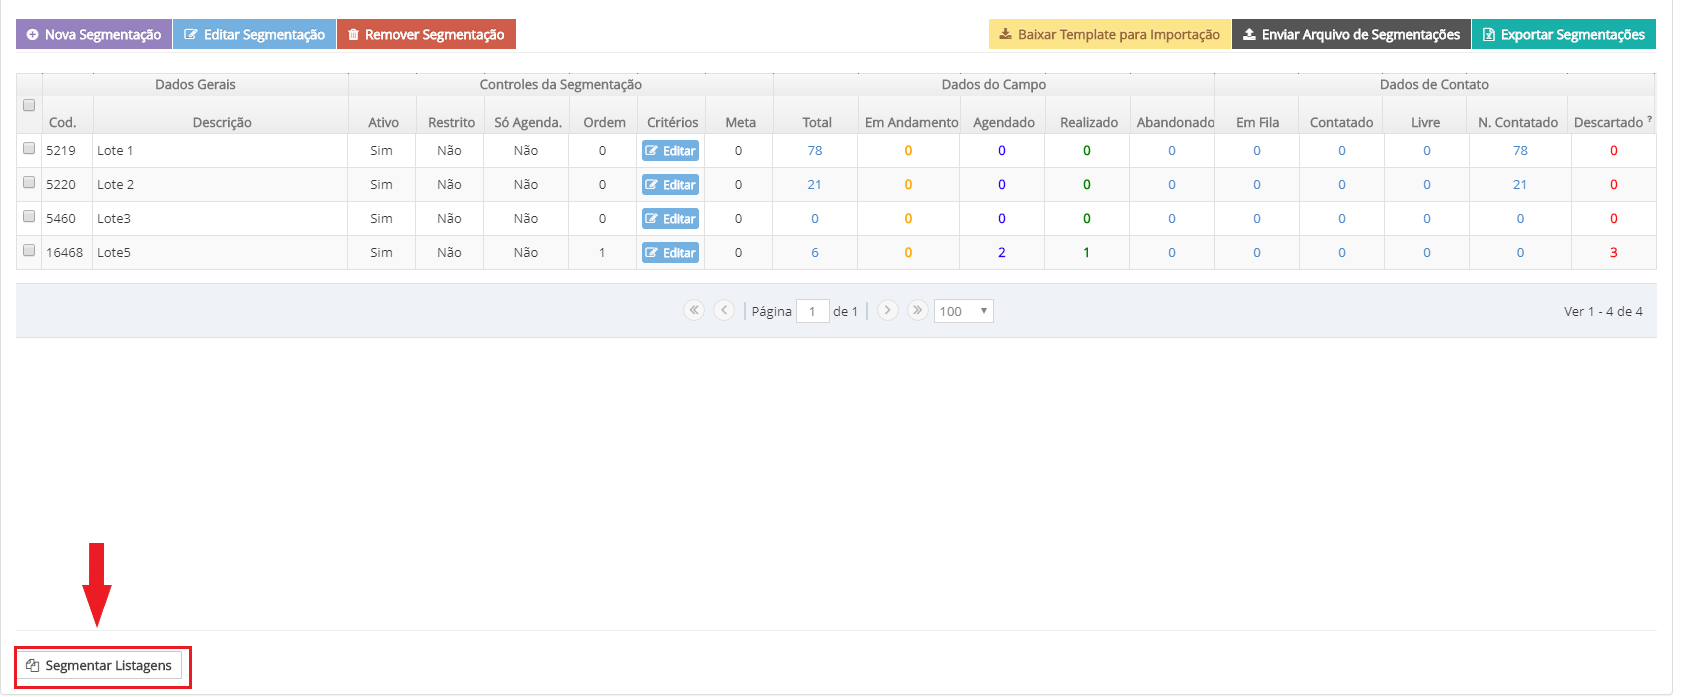 Nova Segmentação Editar Segmentação Remover Segmentação Baixar Template para Importação Enviar Arquivo de Segmentações Exportar Segmentações
Dados Gerais Controles da Segmentação Dados do Campo Dados de Contato
Cod. Descrição Ativo Restrito Só Agenda. Ordem Critérios Meta Total Em Andamento Agendado Realizado Abandonado Em Fila Contatado Livre N. Contatado Descartado ?
5219 Lote 1 Sim Não Não 0 Editar 0 78 0 0 0 0 0 0 0 78 0
5220 Lote 2 Sim Não Não 0 Editar 0 21 0 0 0 0 0 0 0 21 0
5460 Lote3 Sim Não Não 0 Editar 0 0 0 0 0 0 0 0 0 0 0
16468 Lote5 Sim Não Não 1 Editar 0 6 0 2 1 0 0 0 0 0 3
Página 1 de 1 100 Ver 1 - 4 de 4
Segmentar Listagens